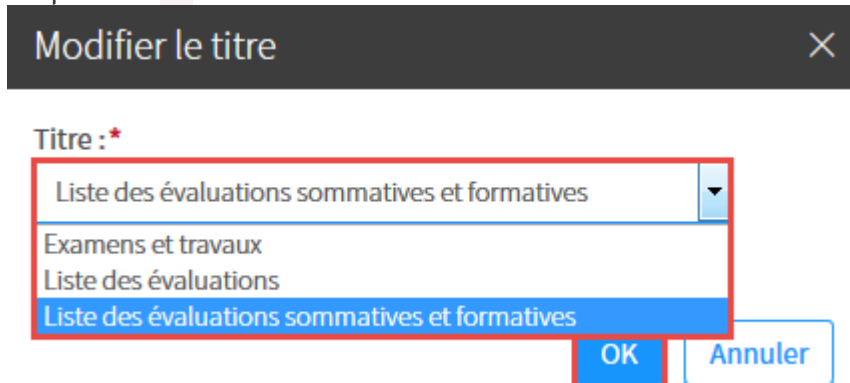 Modifier le titre
Titre :*
Liste des évaluations sommatives et formatives
Examens et travaux
Liste des évaluations
Liste des évaluations sommatives et formatives
OK Annuler